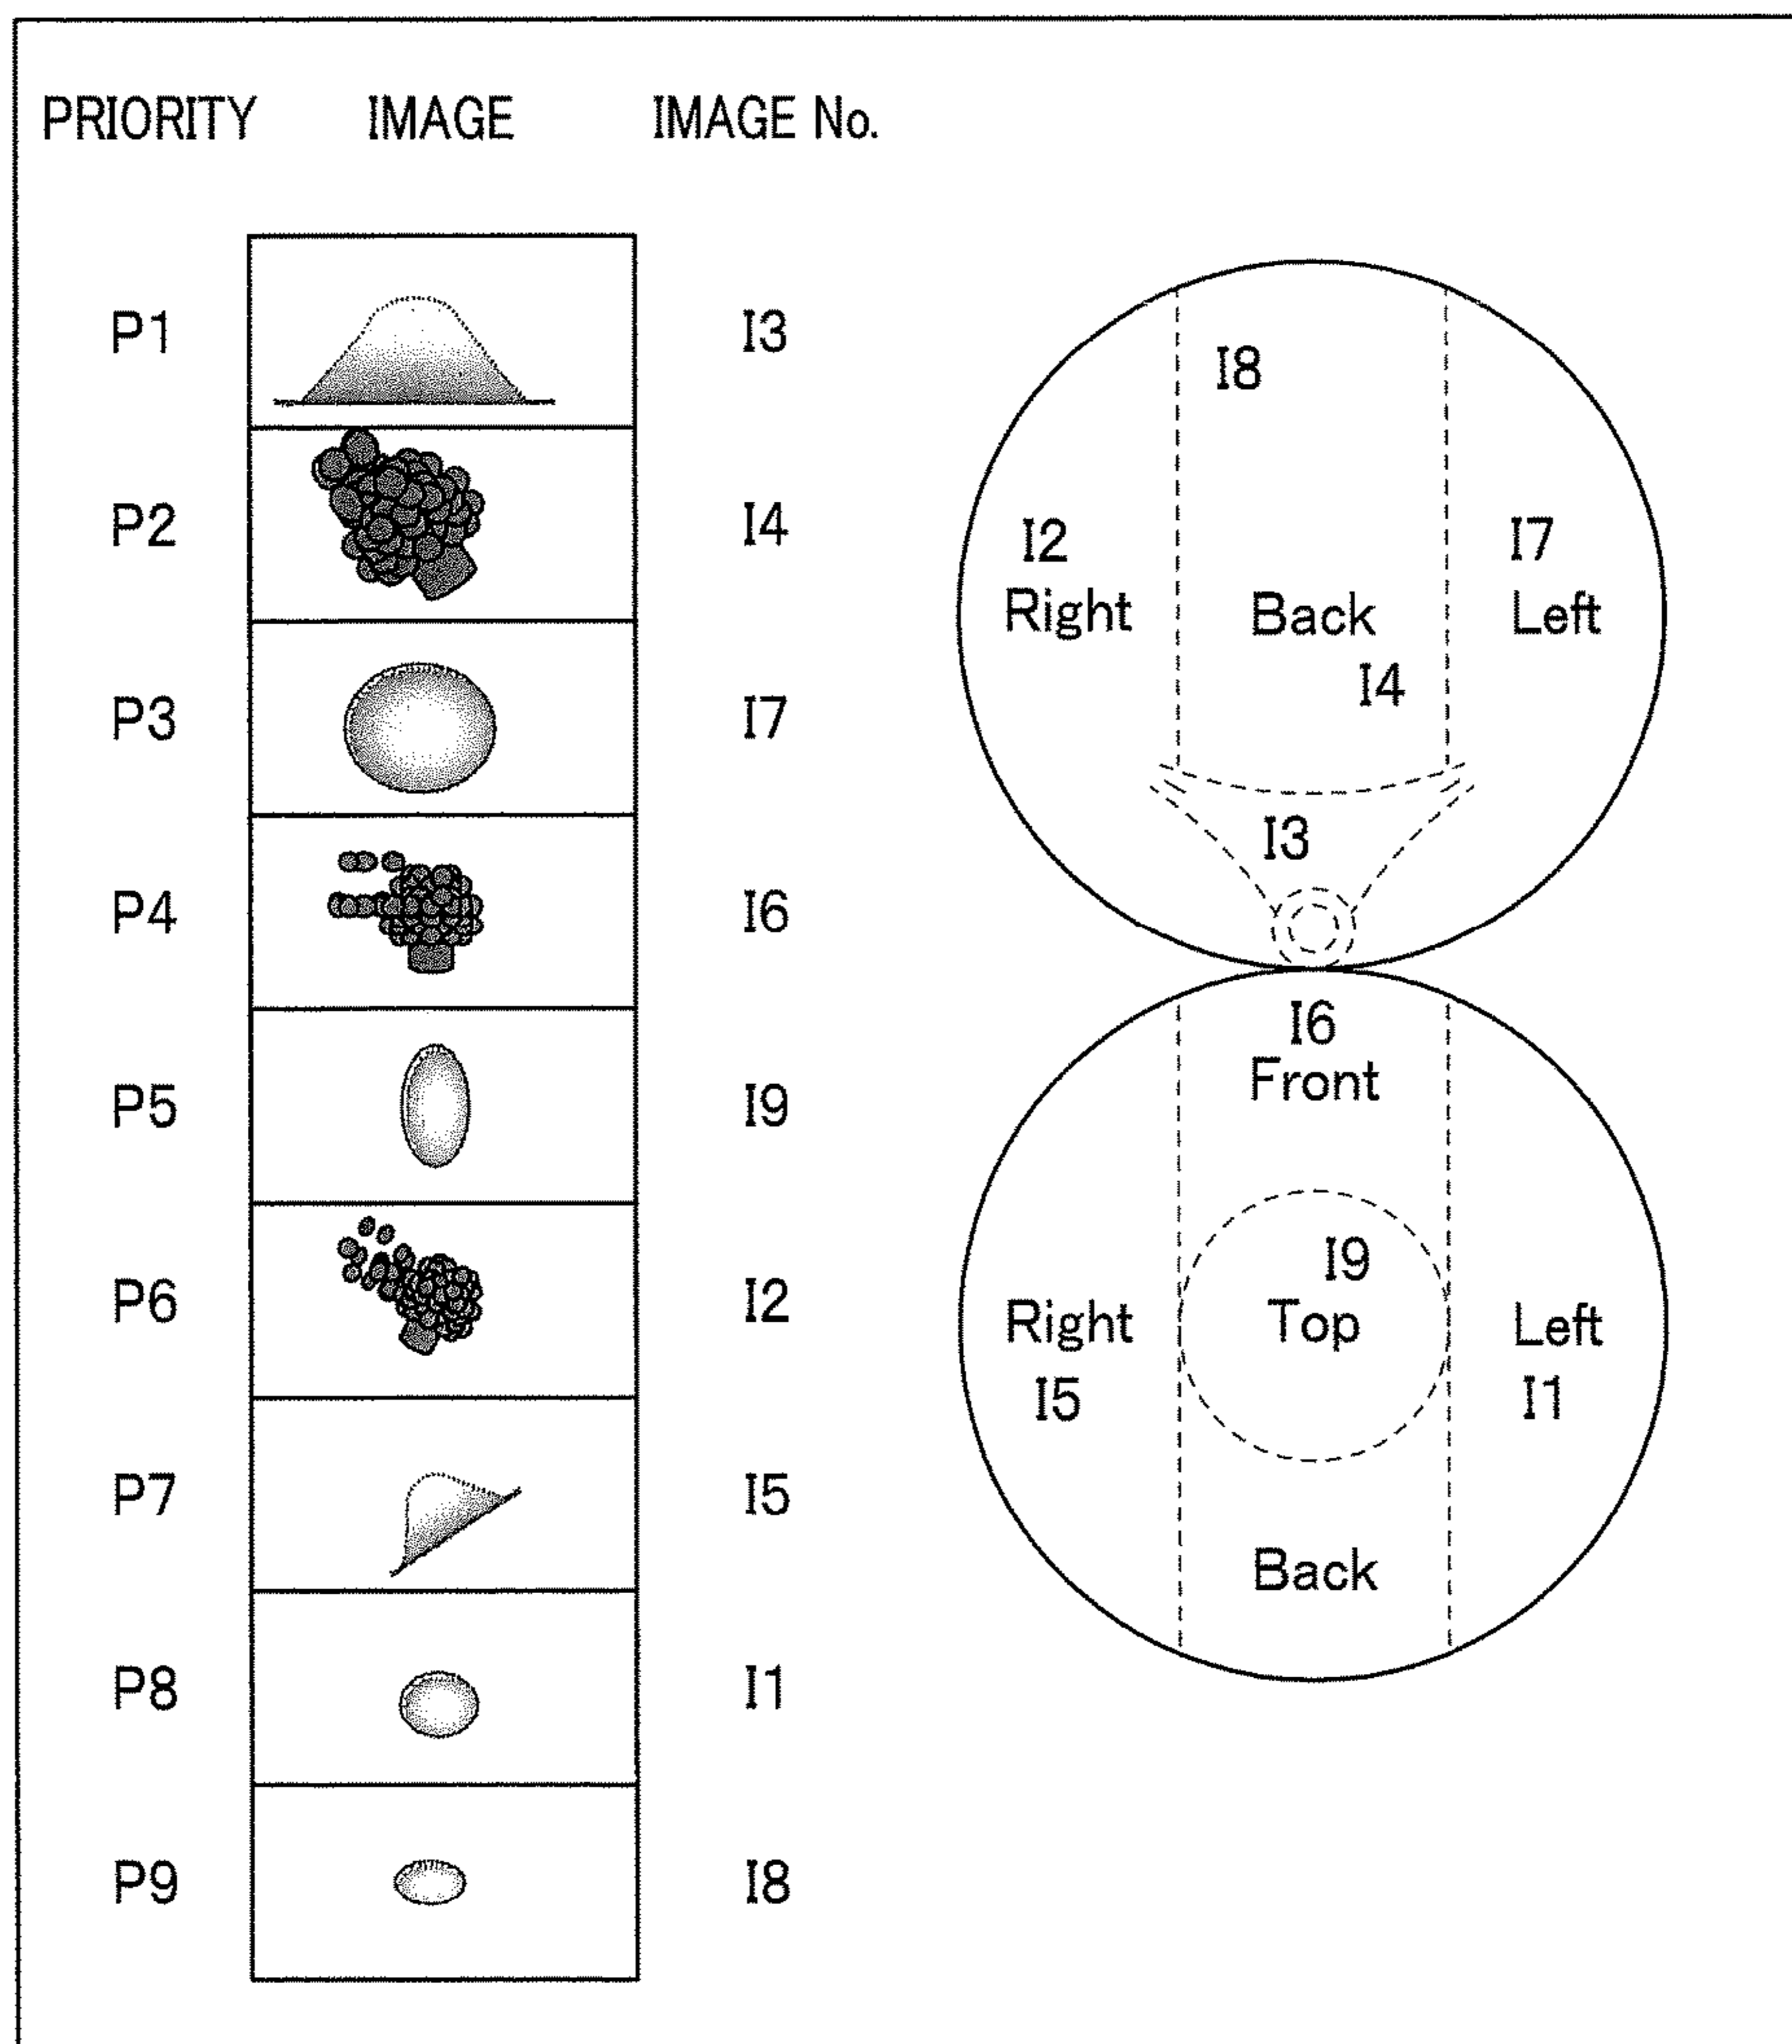 PRIORITY IMAGE IMAGE No.
P1 I3
P2 I4
P3 I7
P4 I6
P5 I9
P6 I2
P7 I5
P8 I1
P9 I8
I8
I2 I7
Right Back Left
I4
I3
I6
Front
I9
Right Top Left
I5 I1
Back